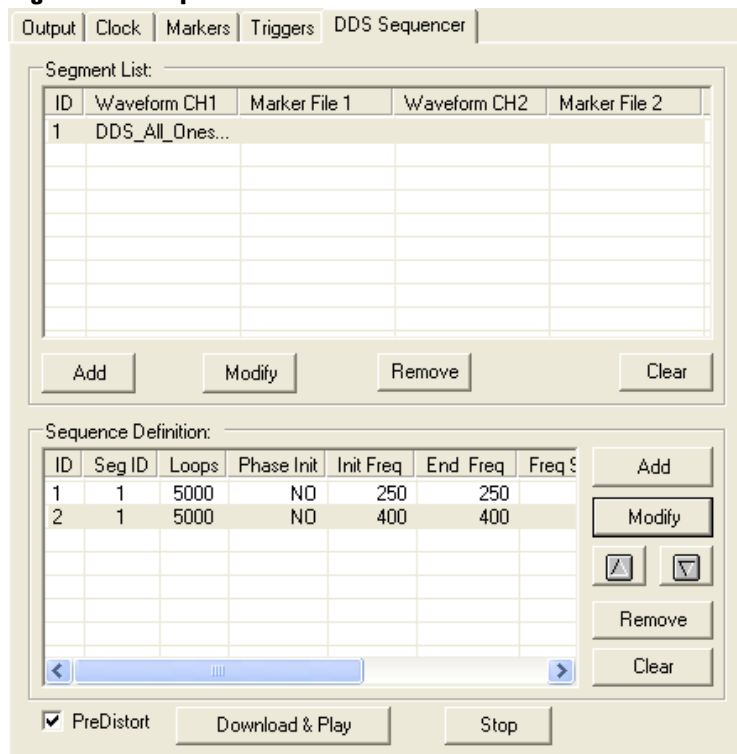 Output Clock Markers Triggers DDS Sequencer
Segment List:
ID Waveform CH1 Marker File 1 Waveform CH2 Marker File 2
1 DDS_All_Ones...
Add Modify Remove Clear
Sequence Definition:
ID Seg ID Loops Phase Init Init Freq End Freq Freq S
1 1 5000 NO 250 250
2 1 5000 NO 400 400
Add
Modify
Remove
Clear
PreDistort Download & Play Stop